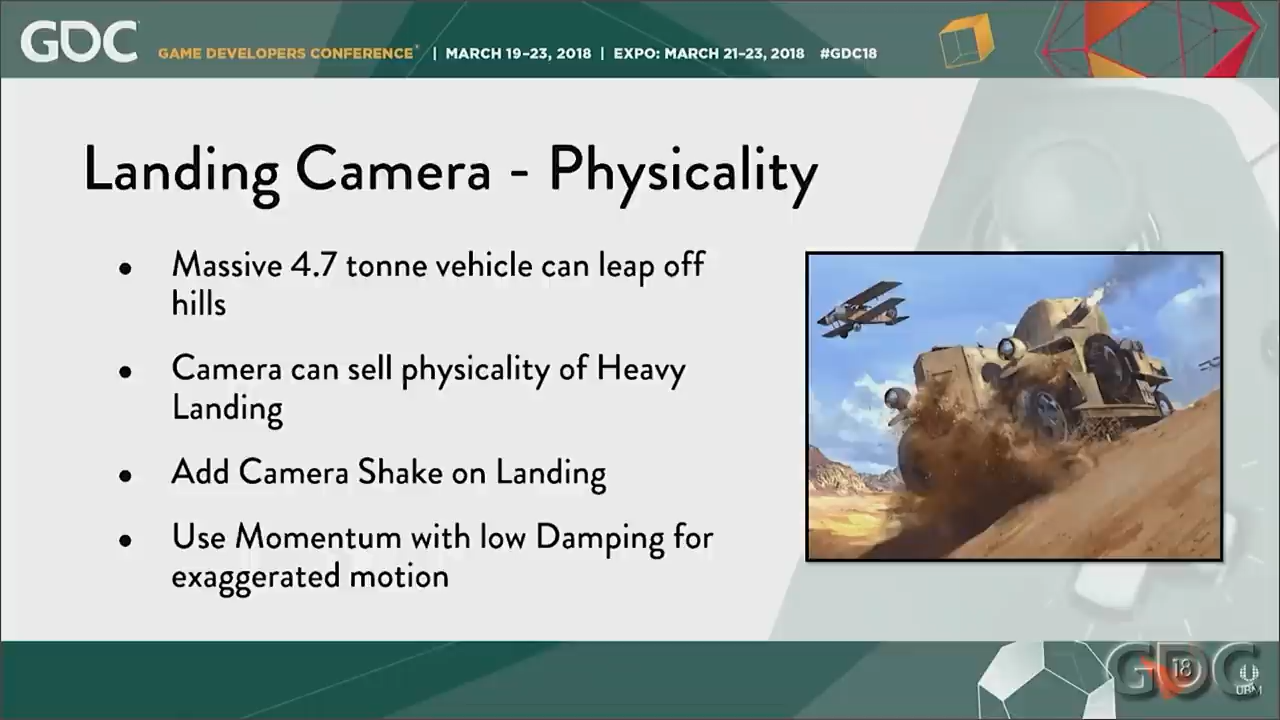 GDC GAME DEVELOPERS CONFERENCE® | MARCH 19–23, 2018 | EXPO: MARCH 21–23, 2018 #GDC18
Landing Camera - Physicality
• Massive 4.7 tonne vehicle can leap off
hills
• Camera can sell physicality of Heavy
Landing
• Add Camera Shake on Landing
• Use Momentum with low Damping for
exaggerated motion
GDC
18
UBM